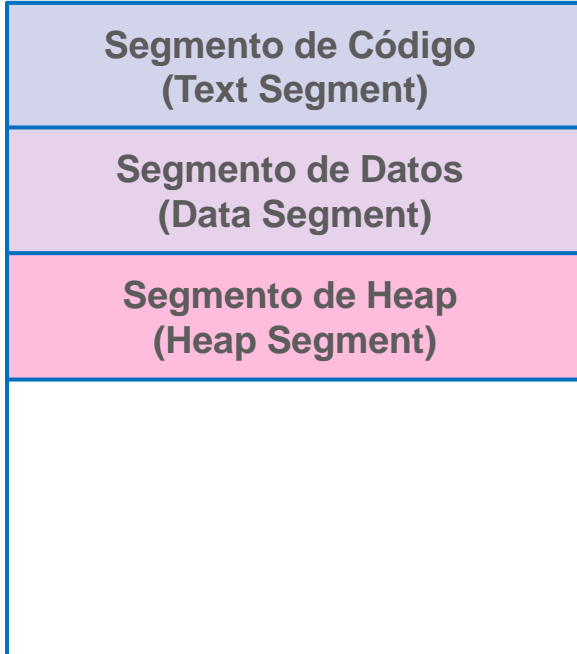 Segmento de Código
(Text Segment)
Segmento de Datos
(Data Segment)
Segmento de Heap
(Heap Segment)